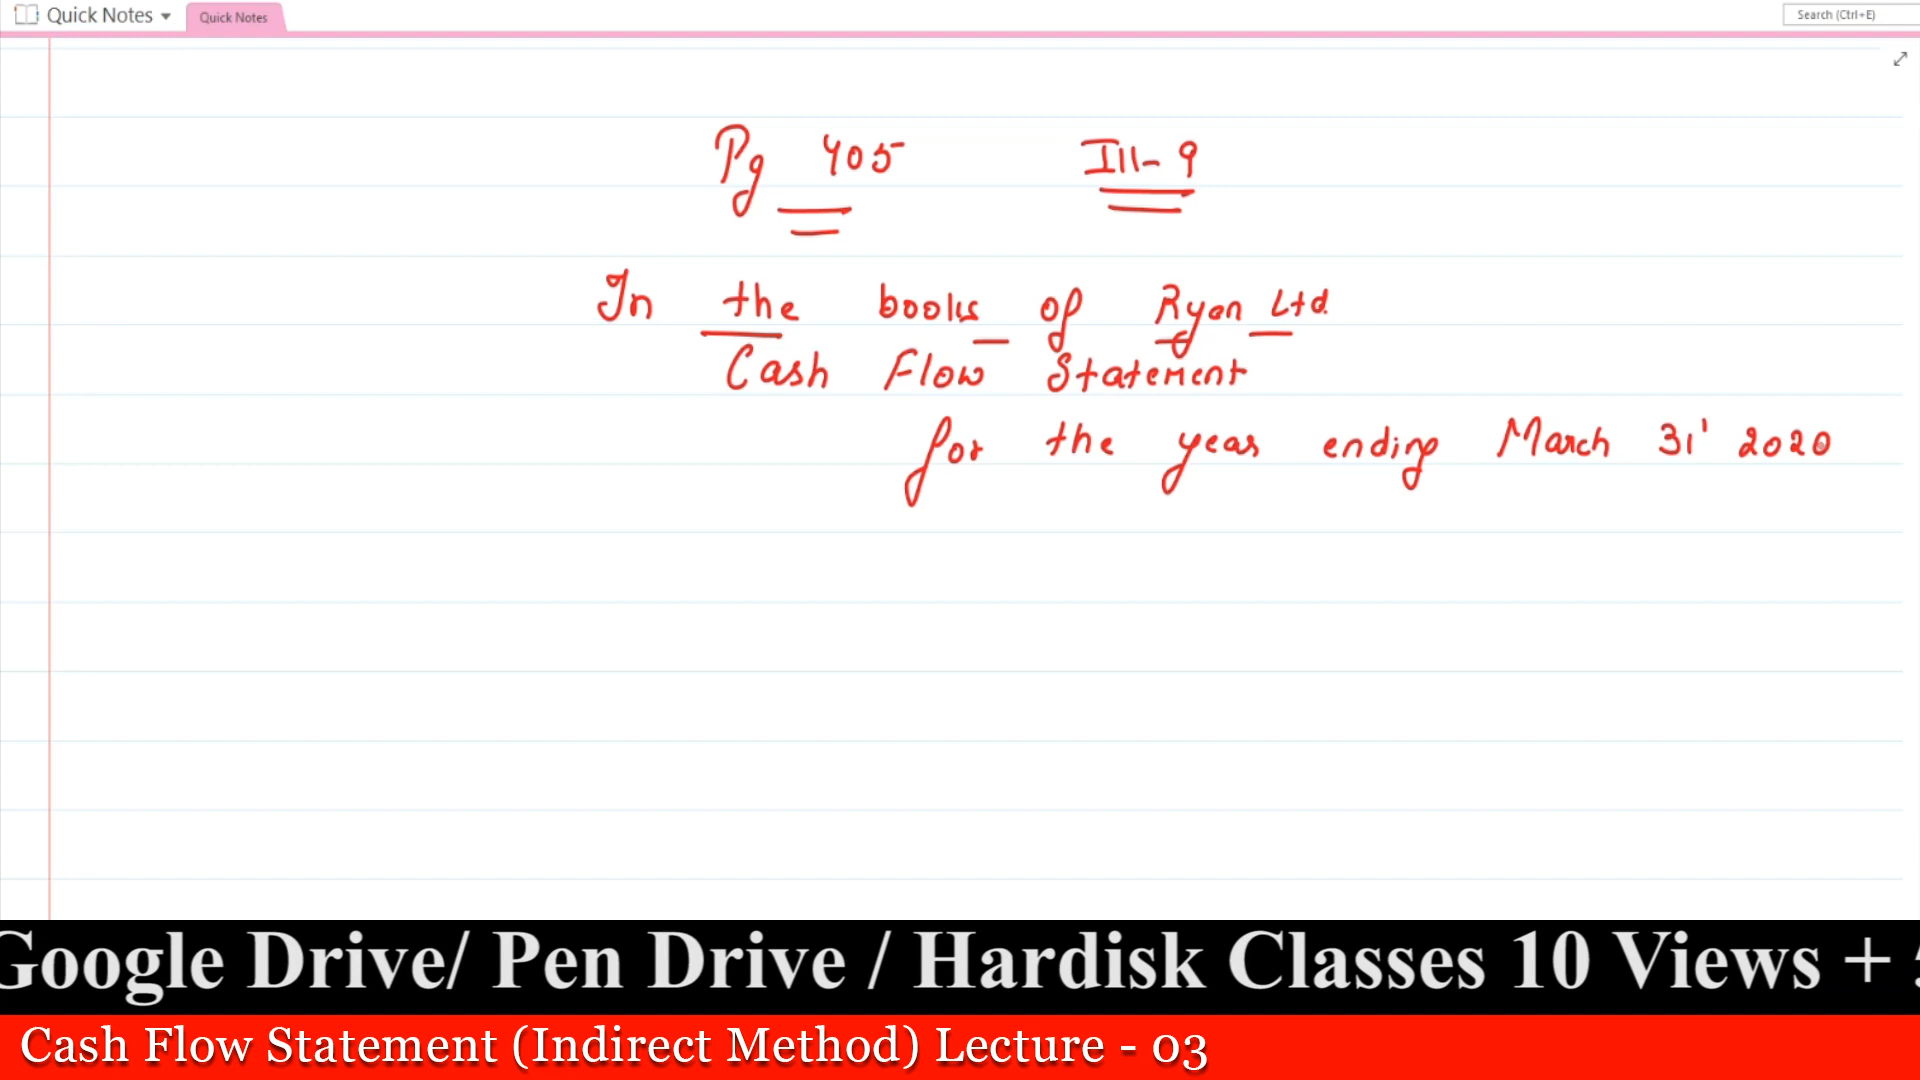 Quick Notes
Quick Notes
Search (Ctrl+E)
Pg 405 Ill-9
In the books of Ryan Ltd.
Cash Flow Statement
for the year ending March 31' 2020
Google Drive/ Pen Drive / Hardisk Classes 10 Views +
Cash Flow Statement (Indirect Method) Lecture - 03